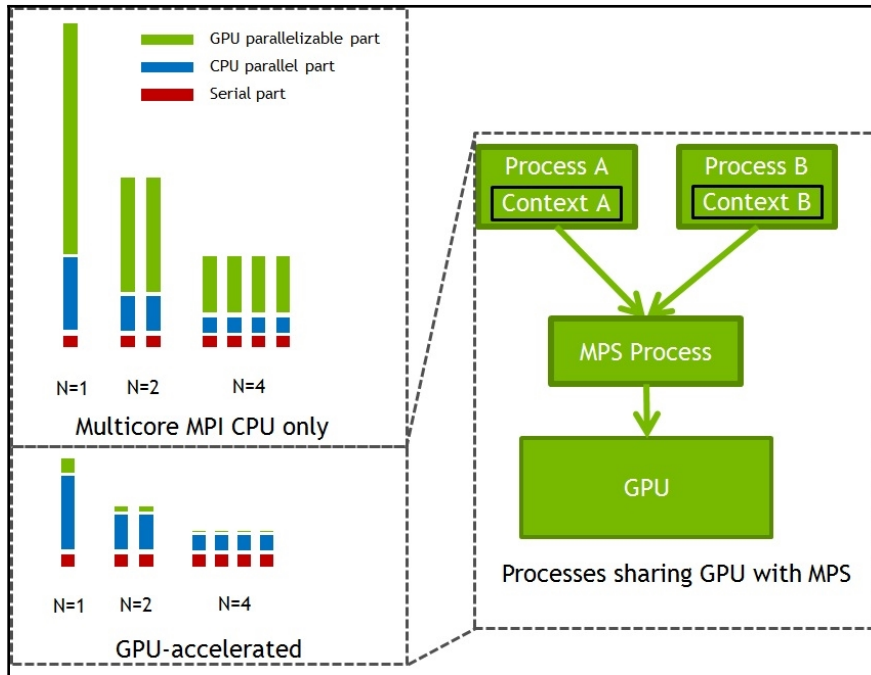 GPU parallelizable part
CPU parallel part
Serial part
N=1
N=2
N=4
Multicore MPI CPU only
N=1
N=2
N=4
GPU-accelerated
Process A
Context A
Process B
Context B
MPS Process
GPU
Processes sharing GPU with MPS